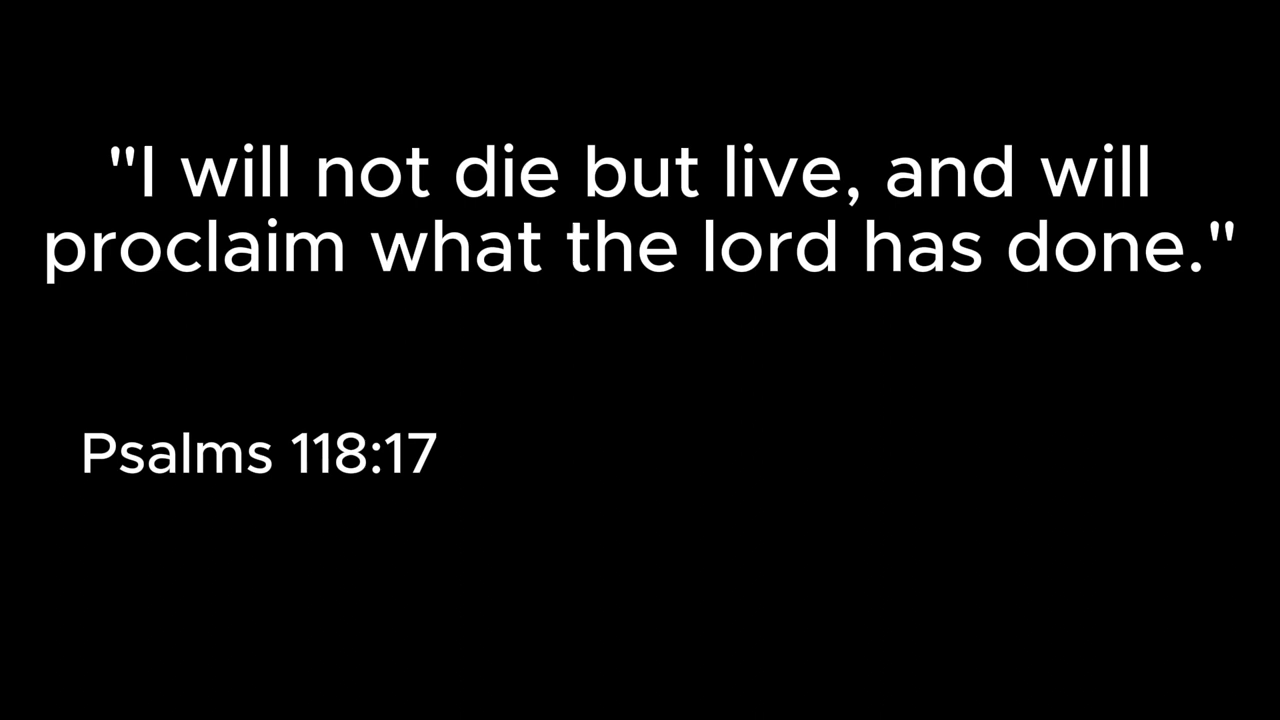 "I will not die but live, and will
proclaim what the lord has done."
Psalms 118:17